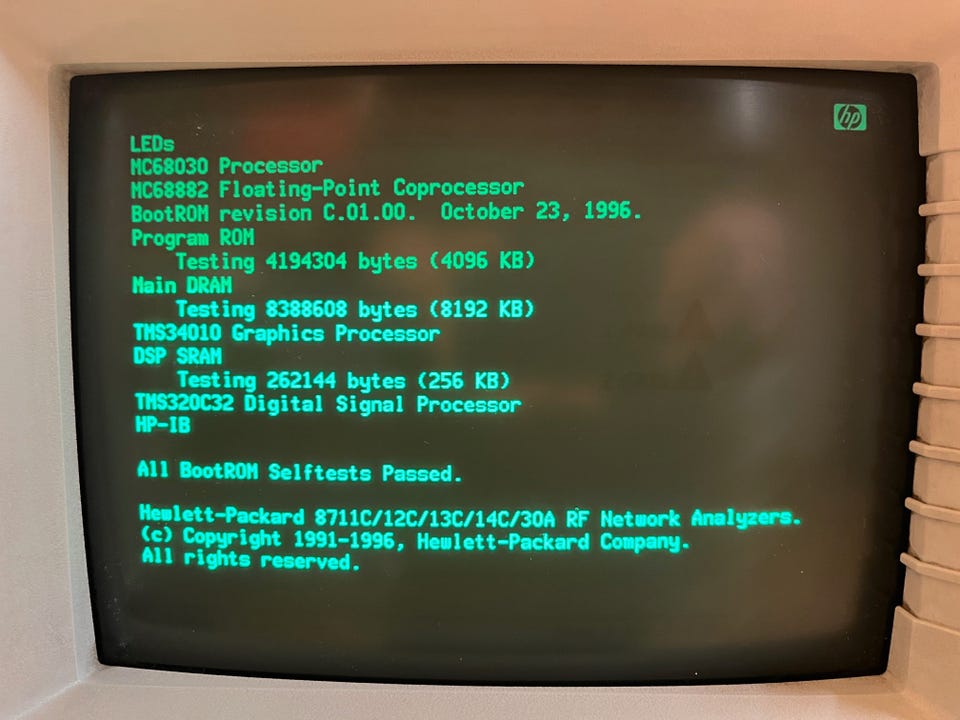 hp
LEDs
MC68030 Processor
MC68882 Floating-Point Coprocessor
BootROM revision C.01.00.  October 23, 1996.
Program ROM
    Testing 4194304 bytes (4096 KB)
Main DRAM
    Testing 8388608 bytes (8192 KB)
TMS34010 Graphics Processor
DSP SRAM
    Testing 262144 bytes (256 KB)
TMS320C32 Digital Signal Processor
HP-IB
All BootROM Selftests Passed.
Hewlett-Packard 8711C/12C/13C/14C/30A RF Network Analyzers.
(c) Copyright 1991-1996, Hewlett-Packard Company.
All rights reserved.